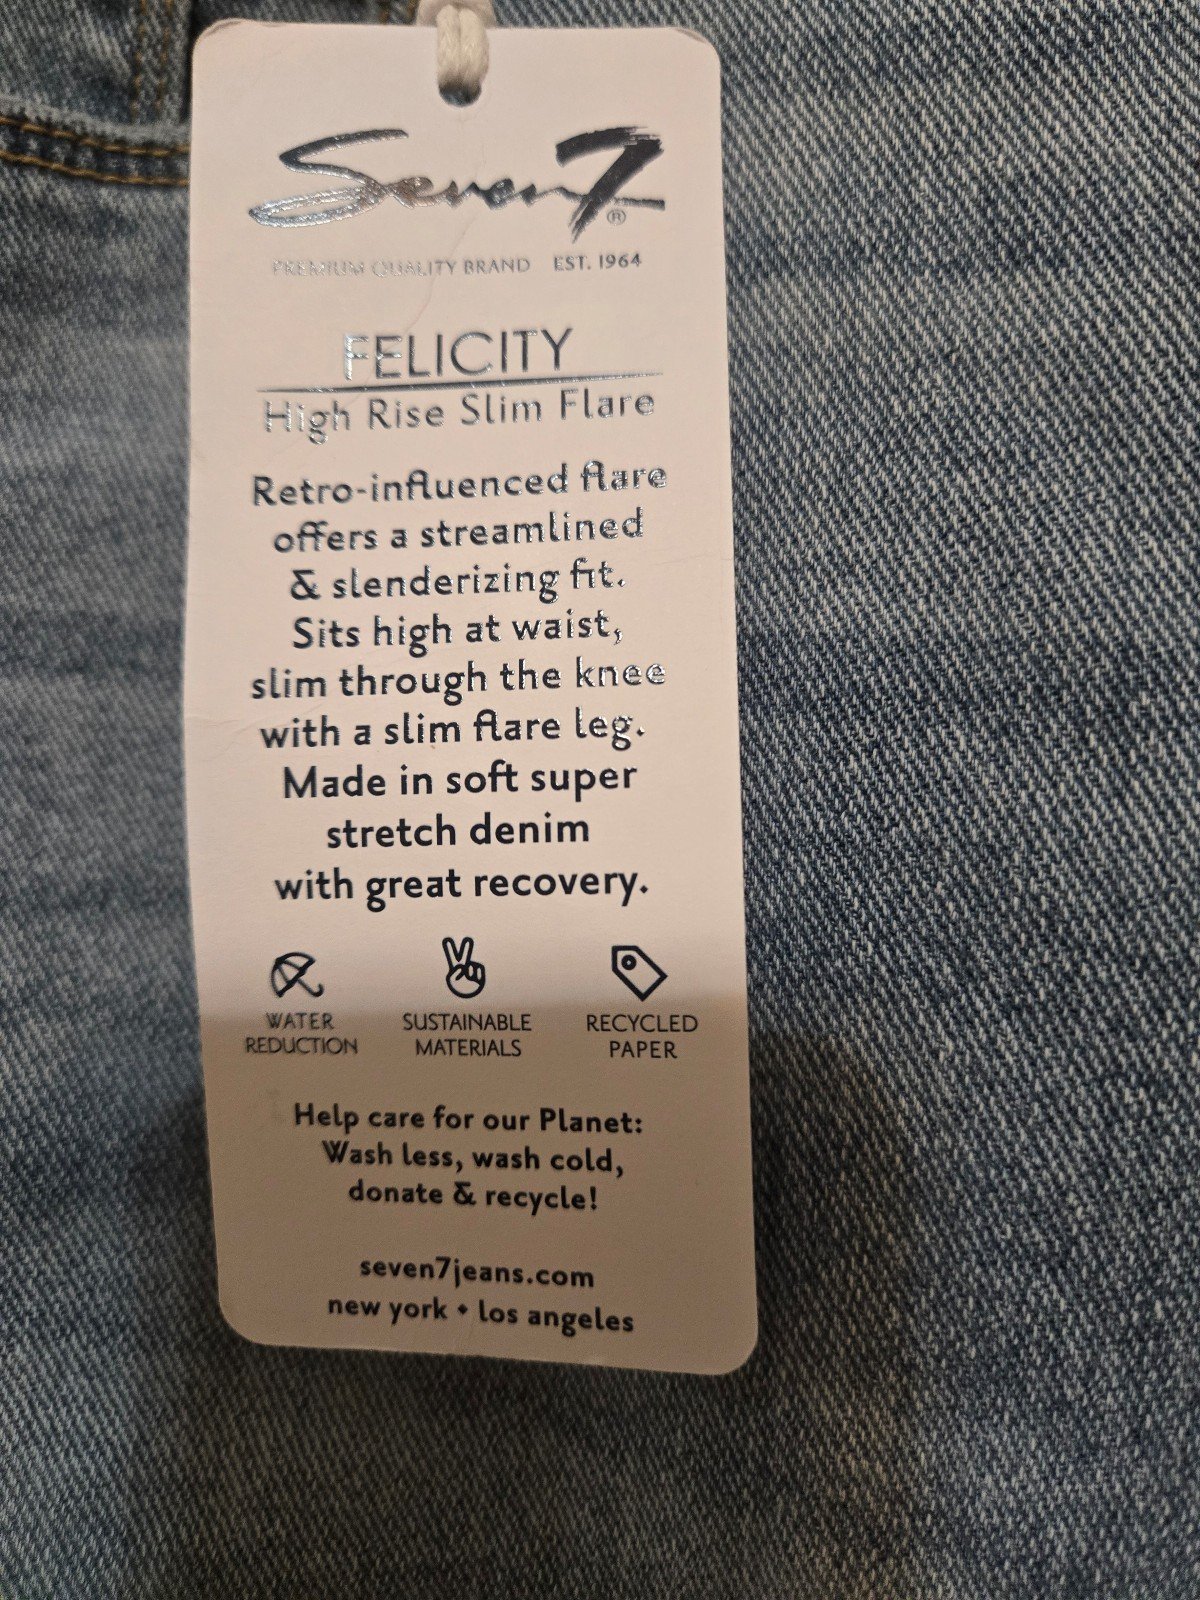 Seven7®
PREMIUM QUALITY BRAND EST. 1964
FELICITY
High Rise Slim Flare
Retro-influenced flare
offers a streamlined
& slenderizing fit.
Sits high at waist,
slim through the knee
with a slim flare leg.
Made in soft super
stretch denim
with great recovery.
WATER REDUCTION
SUSTAINABLE MATERIALS
RECYCLED PAPER
Help care for our Planet:
Wash less, wash cold,
donate & recycle!
seven7jeans.com
new york • los angeles